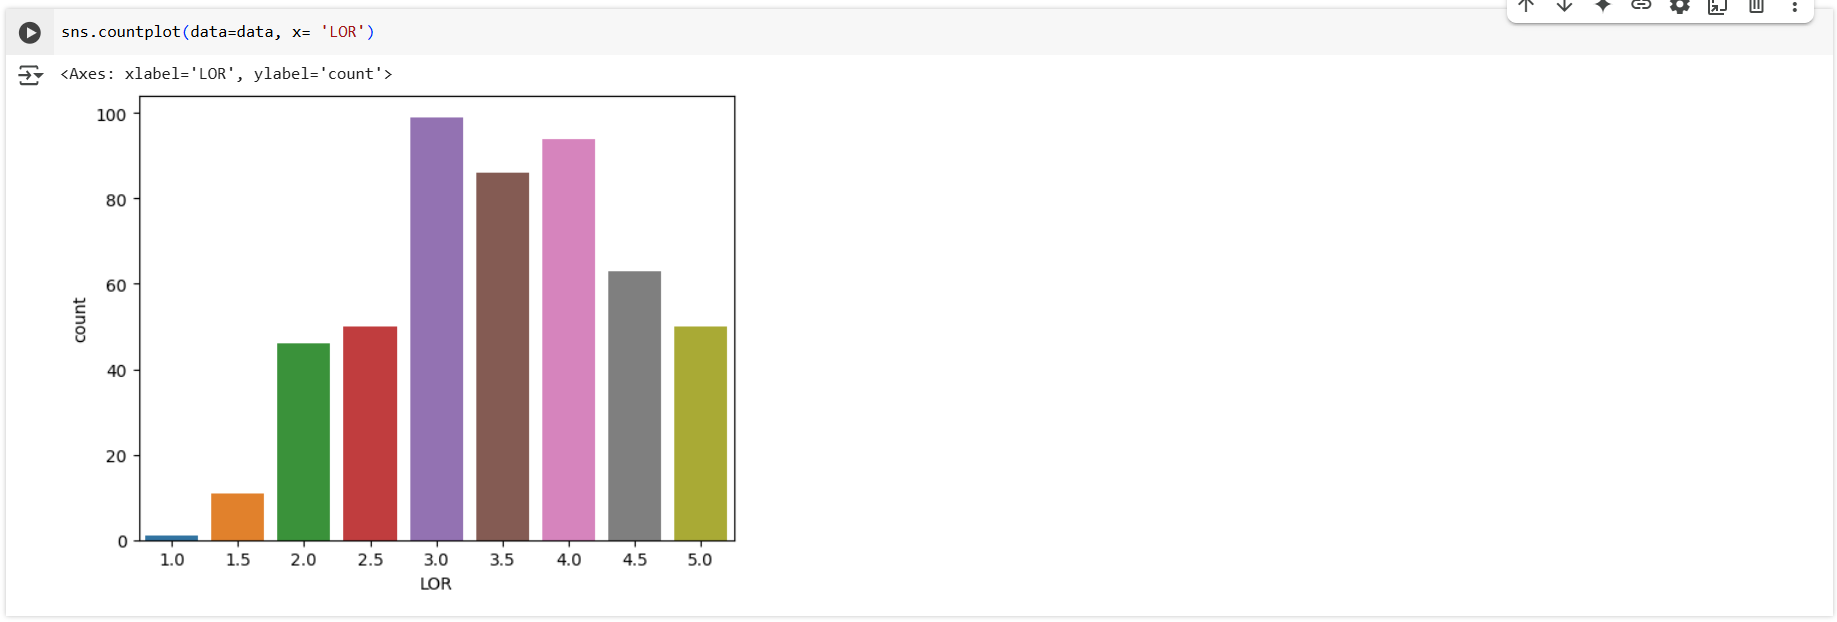 sns.countplot(data=data, x= 'LOR')
<Axes: xlabel='LOR', ylabel='count'>
100
80
60
40
20
0
count
1.0 1.5 2.0 2.5 3.0 3.5 4.0 4.5 5.0
LOR